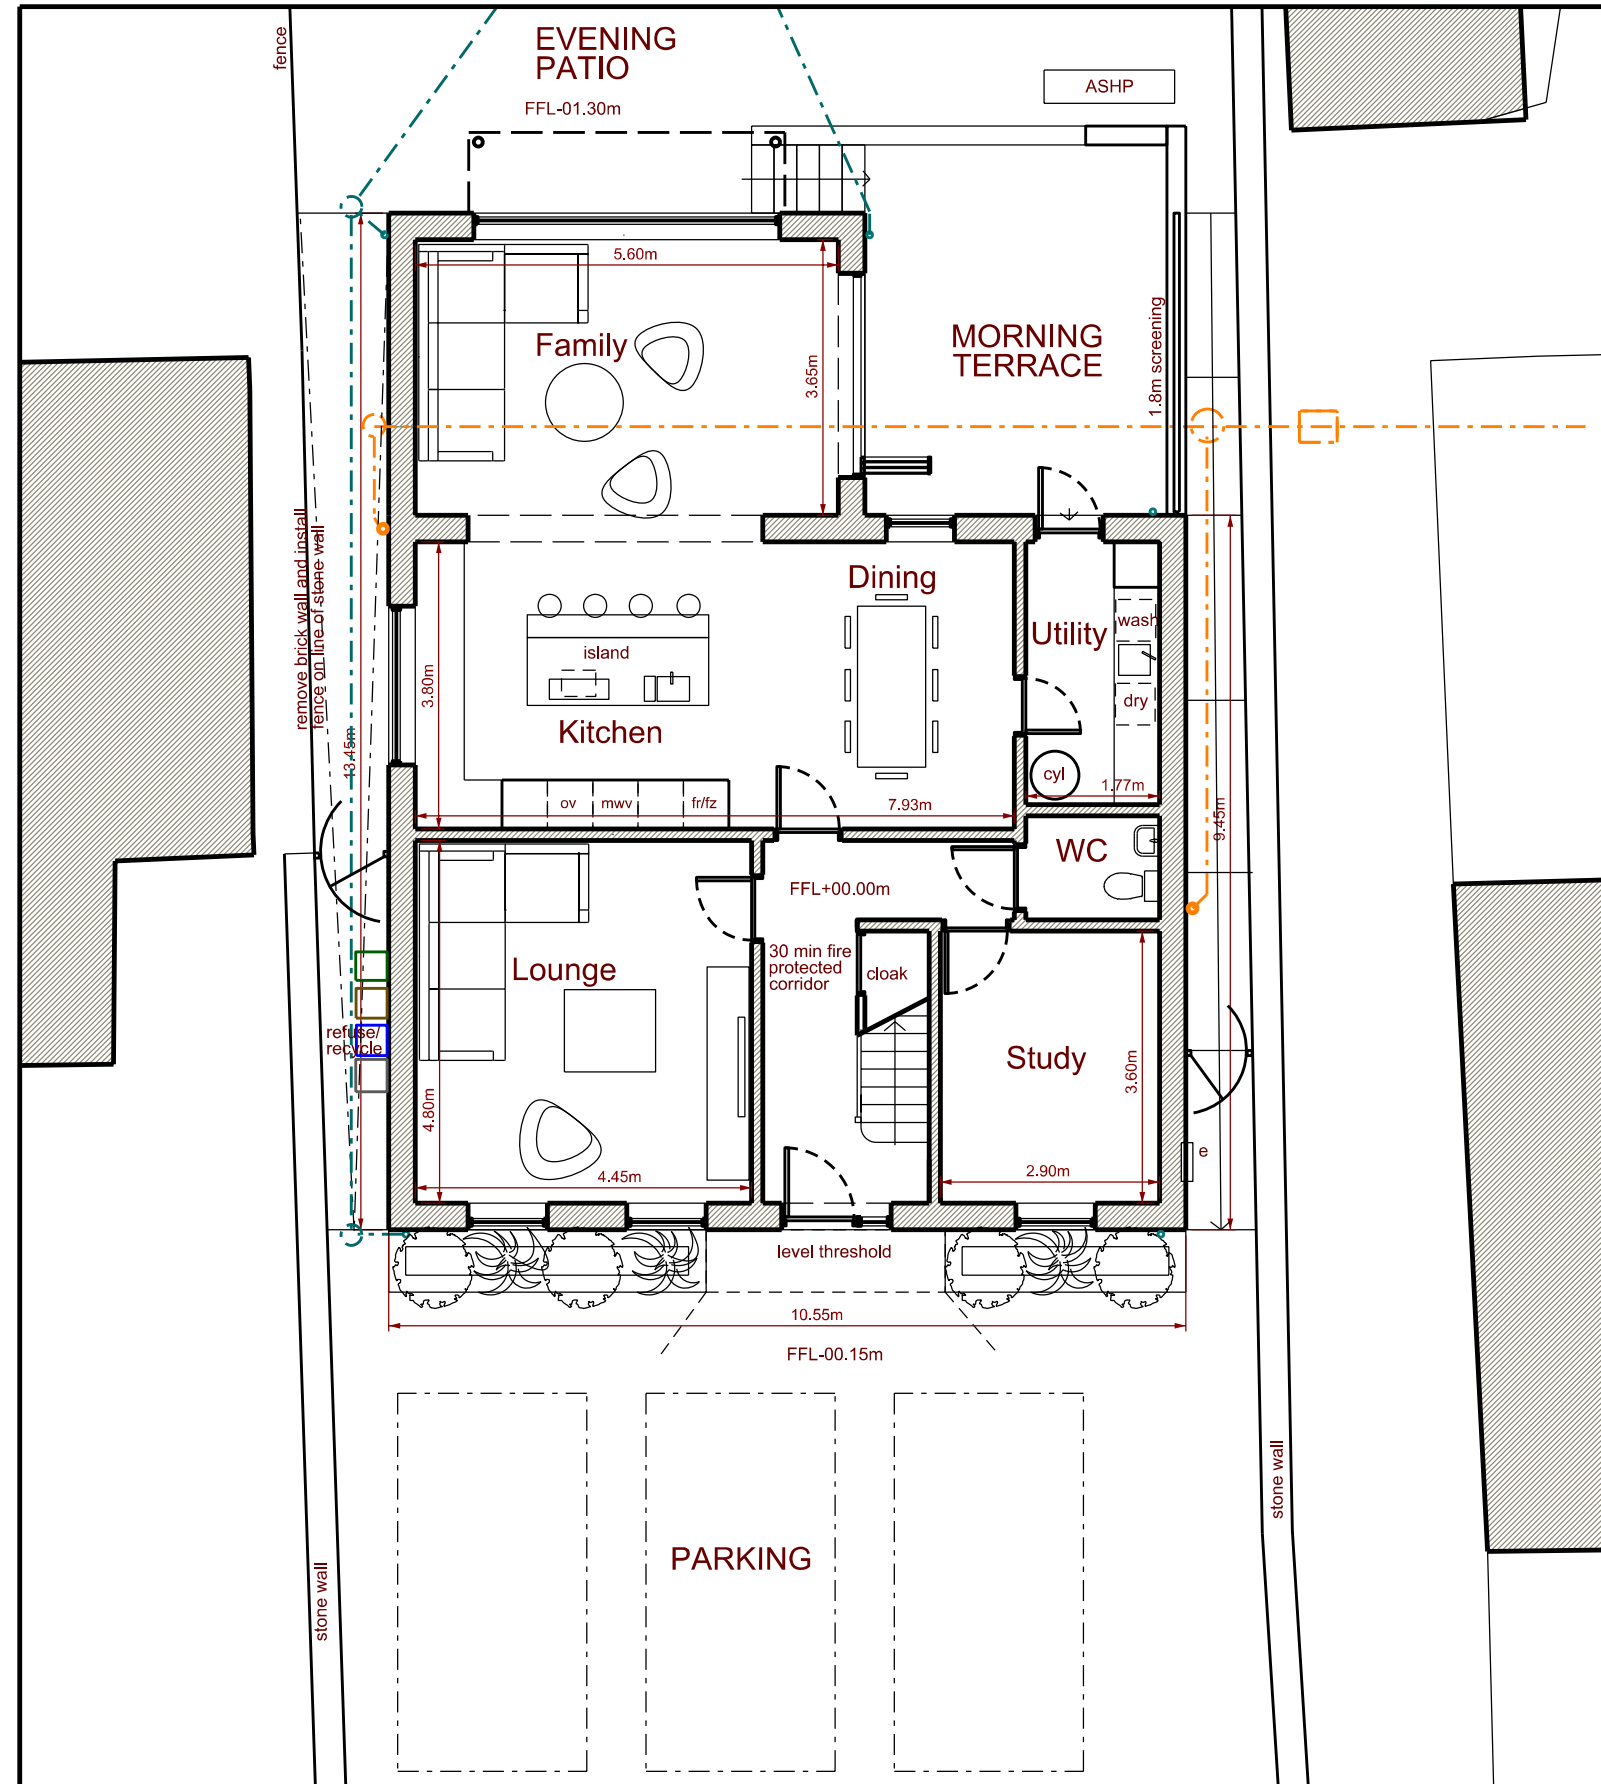 fence
EVENING
PATIO
FFL-01.30m
ASHP
5.60m
Family
3.65m
MORNING
TERRACE
1.8m screening
remove brick wall and install
fence on line of stone wall
13.45m
3.80m
island
Kitchen
Dining
Utility
wash
dry
cyl
1.77m
ov
mwv
fr/fz
7.93m
9.45m
WC
FFL+00.00m
30 min fire
protected
corridor
cloak
Lounge
refuse/
recycle
4.80m
4.45m
Study
3.60m
2.90m
e
level threshold
10.55m
FFL-00.15m
PARKING
stone wall
stone wall